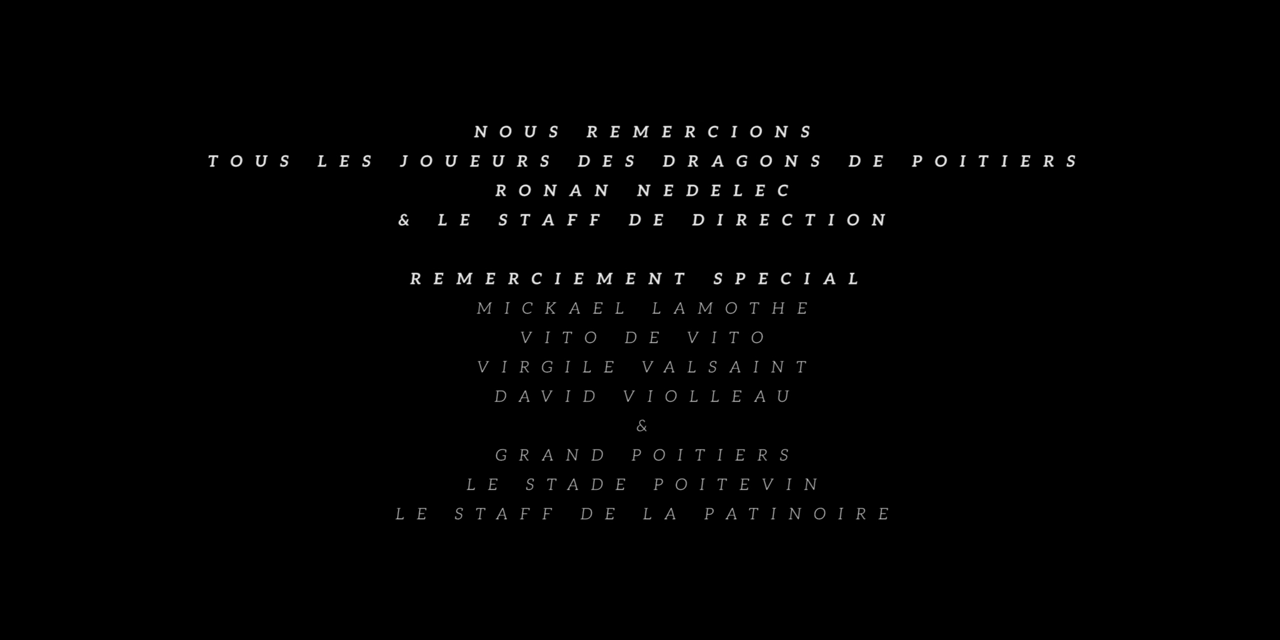 NOUS REMERCIONS
TOUS LES JOUEURS DES DRAGONS DE POITIERS
RONAN NEDELEC
& LE STAFF DE DIRECTION
REMERCIEMENT SPECIAL
MICKAEL LAMOTHE
VITO DE VITO
VIRGILE VALSAINT
DAVID VIOLLEAU
&
GRAND POITIERS
LE STADE POITEVIN
LE STAFF DE LA PATINOIRE